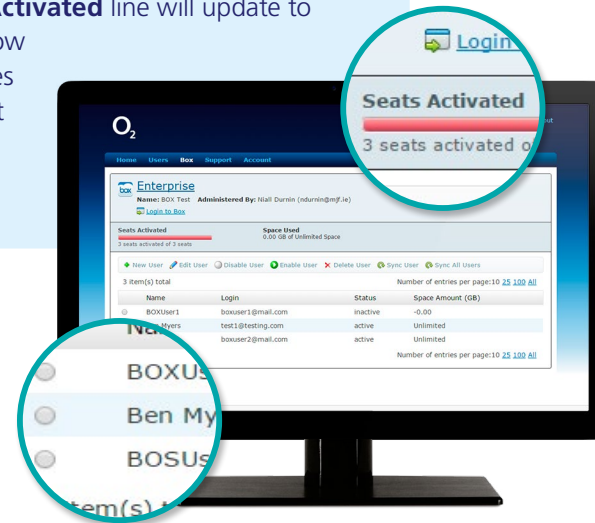 Activated line will update to
ow
es
t
Login
Seats Activated
3 seats activated o
O2
out
Home Users Box Support Account
box Enterprise
Name: BOX Test Administered By: Niall Durnin (ndurnin@mjf.ie)
Login to Box
Seats Activated Space Used
0.00 GB of Unlimited Space
3 seats activated of 3 seats
New User Edit User Disable User Enable User Delete User Sync User Sync All Users
3 item(s) total Number of entries per page:10 25 100 All
Name Login Status Space Amount (GB)
BOXUser1 boxuser1@mail.com inactive -0.00
Myers test1@testing.com active Unlimited
boxuser2@mail.com active Unlimited
Number of entries per page:10 25 100 All
BOXUs
Ben My
BOSUs
tem(s) t